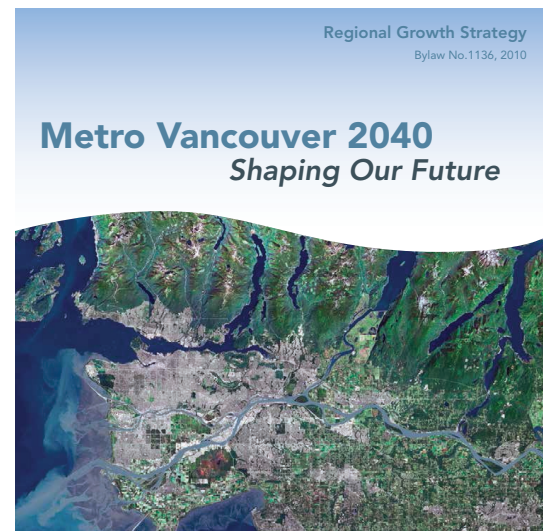 Regional Growth Strategy
Bylaw No.1136, 2010
Metro Vancouver 2040
Shaping Our Future